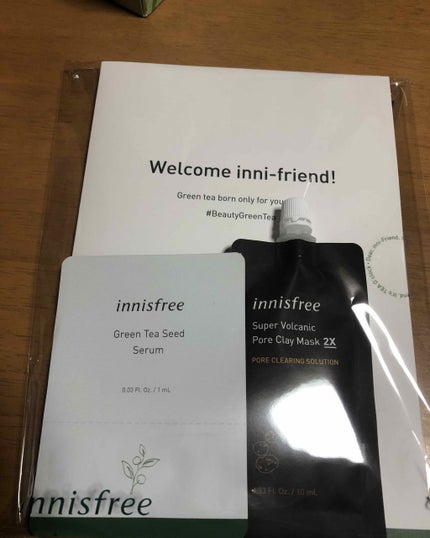 Welcome inni-friend!
Green tea born only for you
#BeautyGreenTea
innisfree
Green Tea Seed
Serum
0.03 Fl. Oz. / 1 mL
innisfree
innisfree
Super Volcanic
Pore Clay Mask 2X
PORE CLEARING SOLUTION
0.33 Fl. Oz. / 10 mL